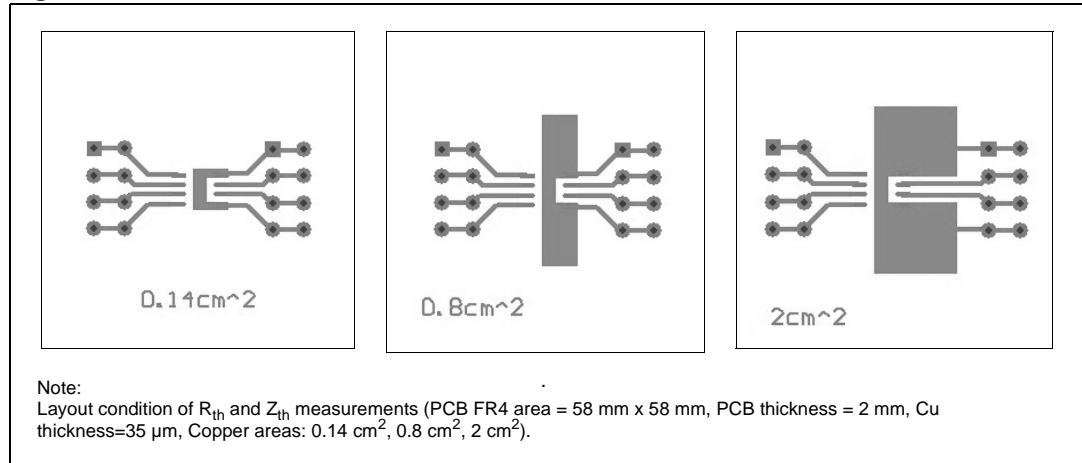 0.14cm^2
0.8cm^2
2cm^2
Note:
Layout condition of Rth and Zth measurements (PCB FR4 area = 58 mm x 58 mm, PCB thickness = 2 mm, Cu
thickness=35 µm, Copper areas: 0.14 cm², 0.8 cm², 2 cm²).